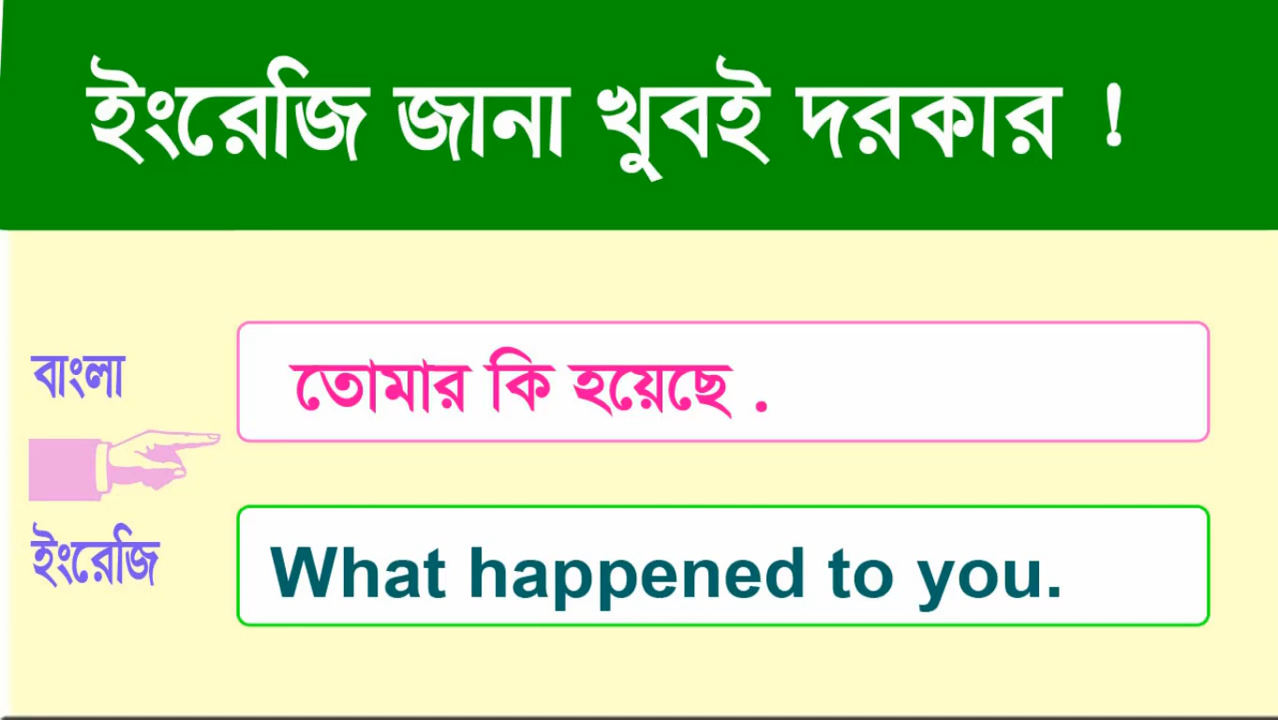 ইংরেজি জানা খুবই দরকার !
বাংলা
তোমার কি হয়েছে .
ইংরেজি
What happened to you.